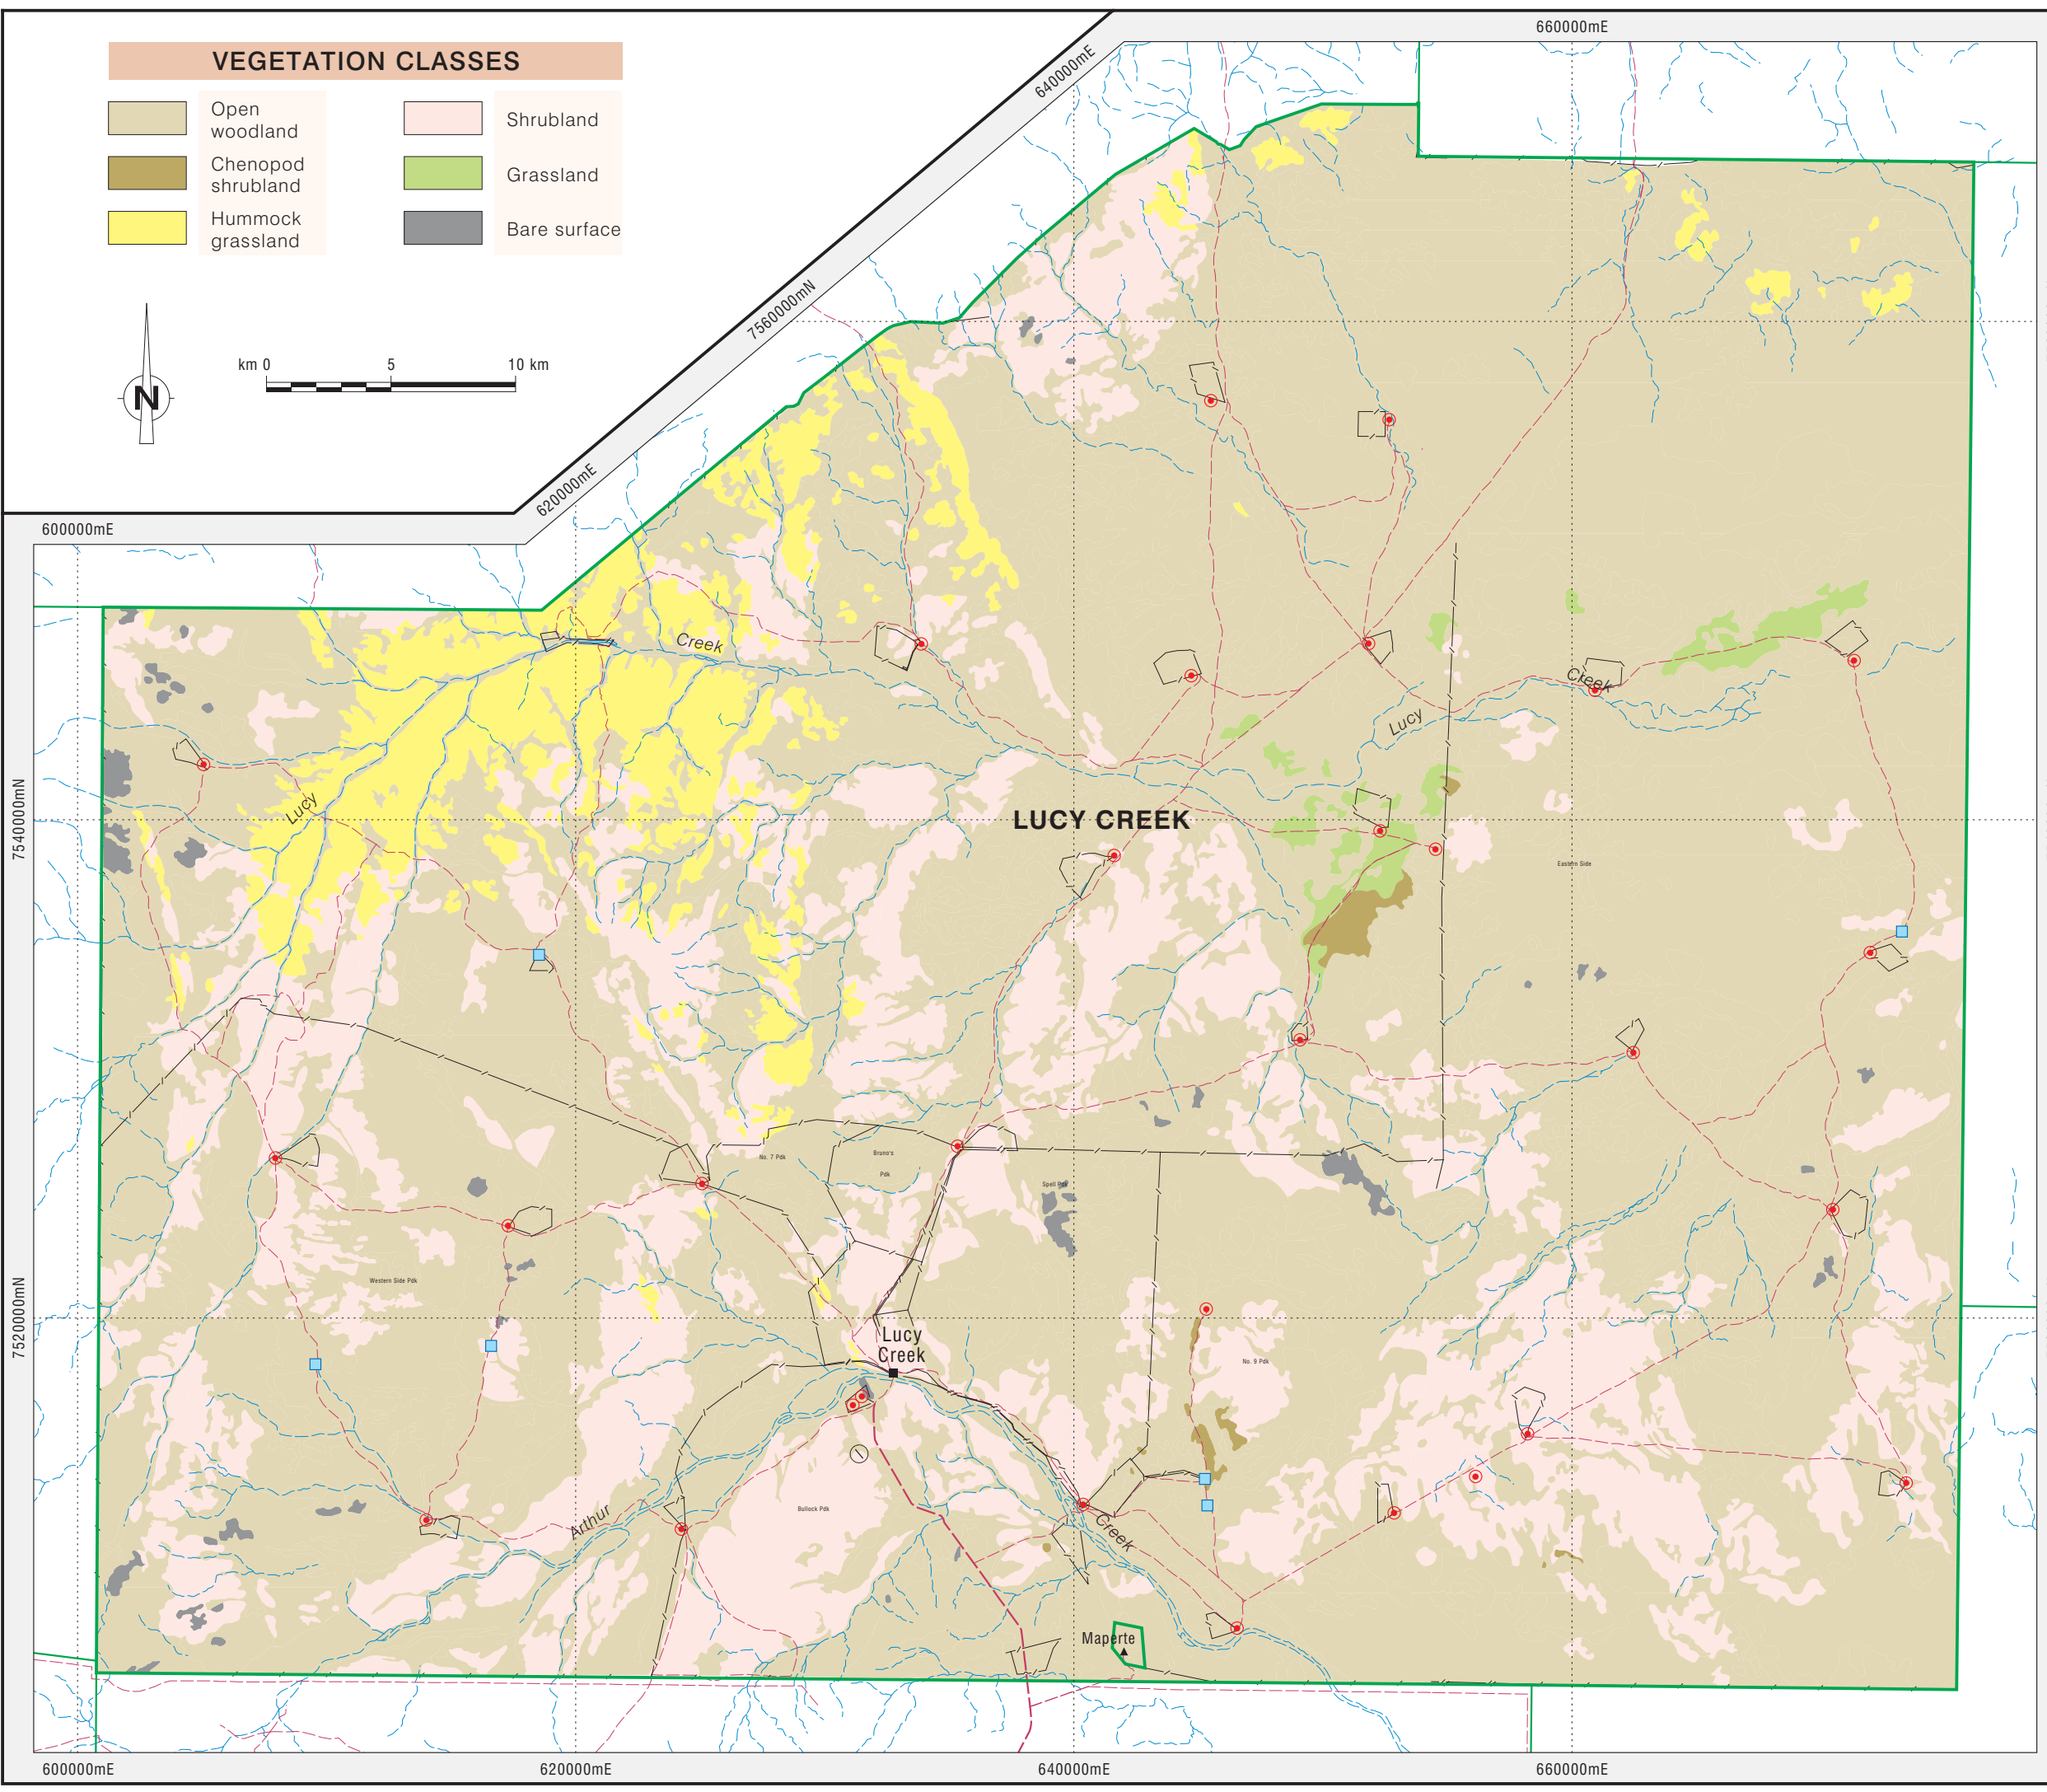 660000mE
VEGETATION CLASSES
Open
woodland
Shrubland
Chenopod
shrubland
Grassland
Hummock
grassland
Bare surface
640000mE
7560000mN
620000mE
N
km 0 5 10 km
600000mE
Creek
Creek
Lucy
Lucy
LUCY CREEK
7540000mN
Eastern Side
No. 7 Pdk
Bruno's
Pdk
Spell Pdk
Western Side Pdk
7520000mN
Lucy
Creek
No. 9 Pdk
Bullock Pdk
Arthur
Creek
Maperte
600000mE 620000mE 640000mE 660000mE